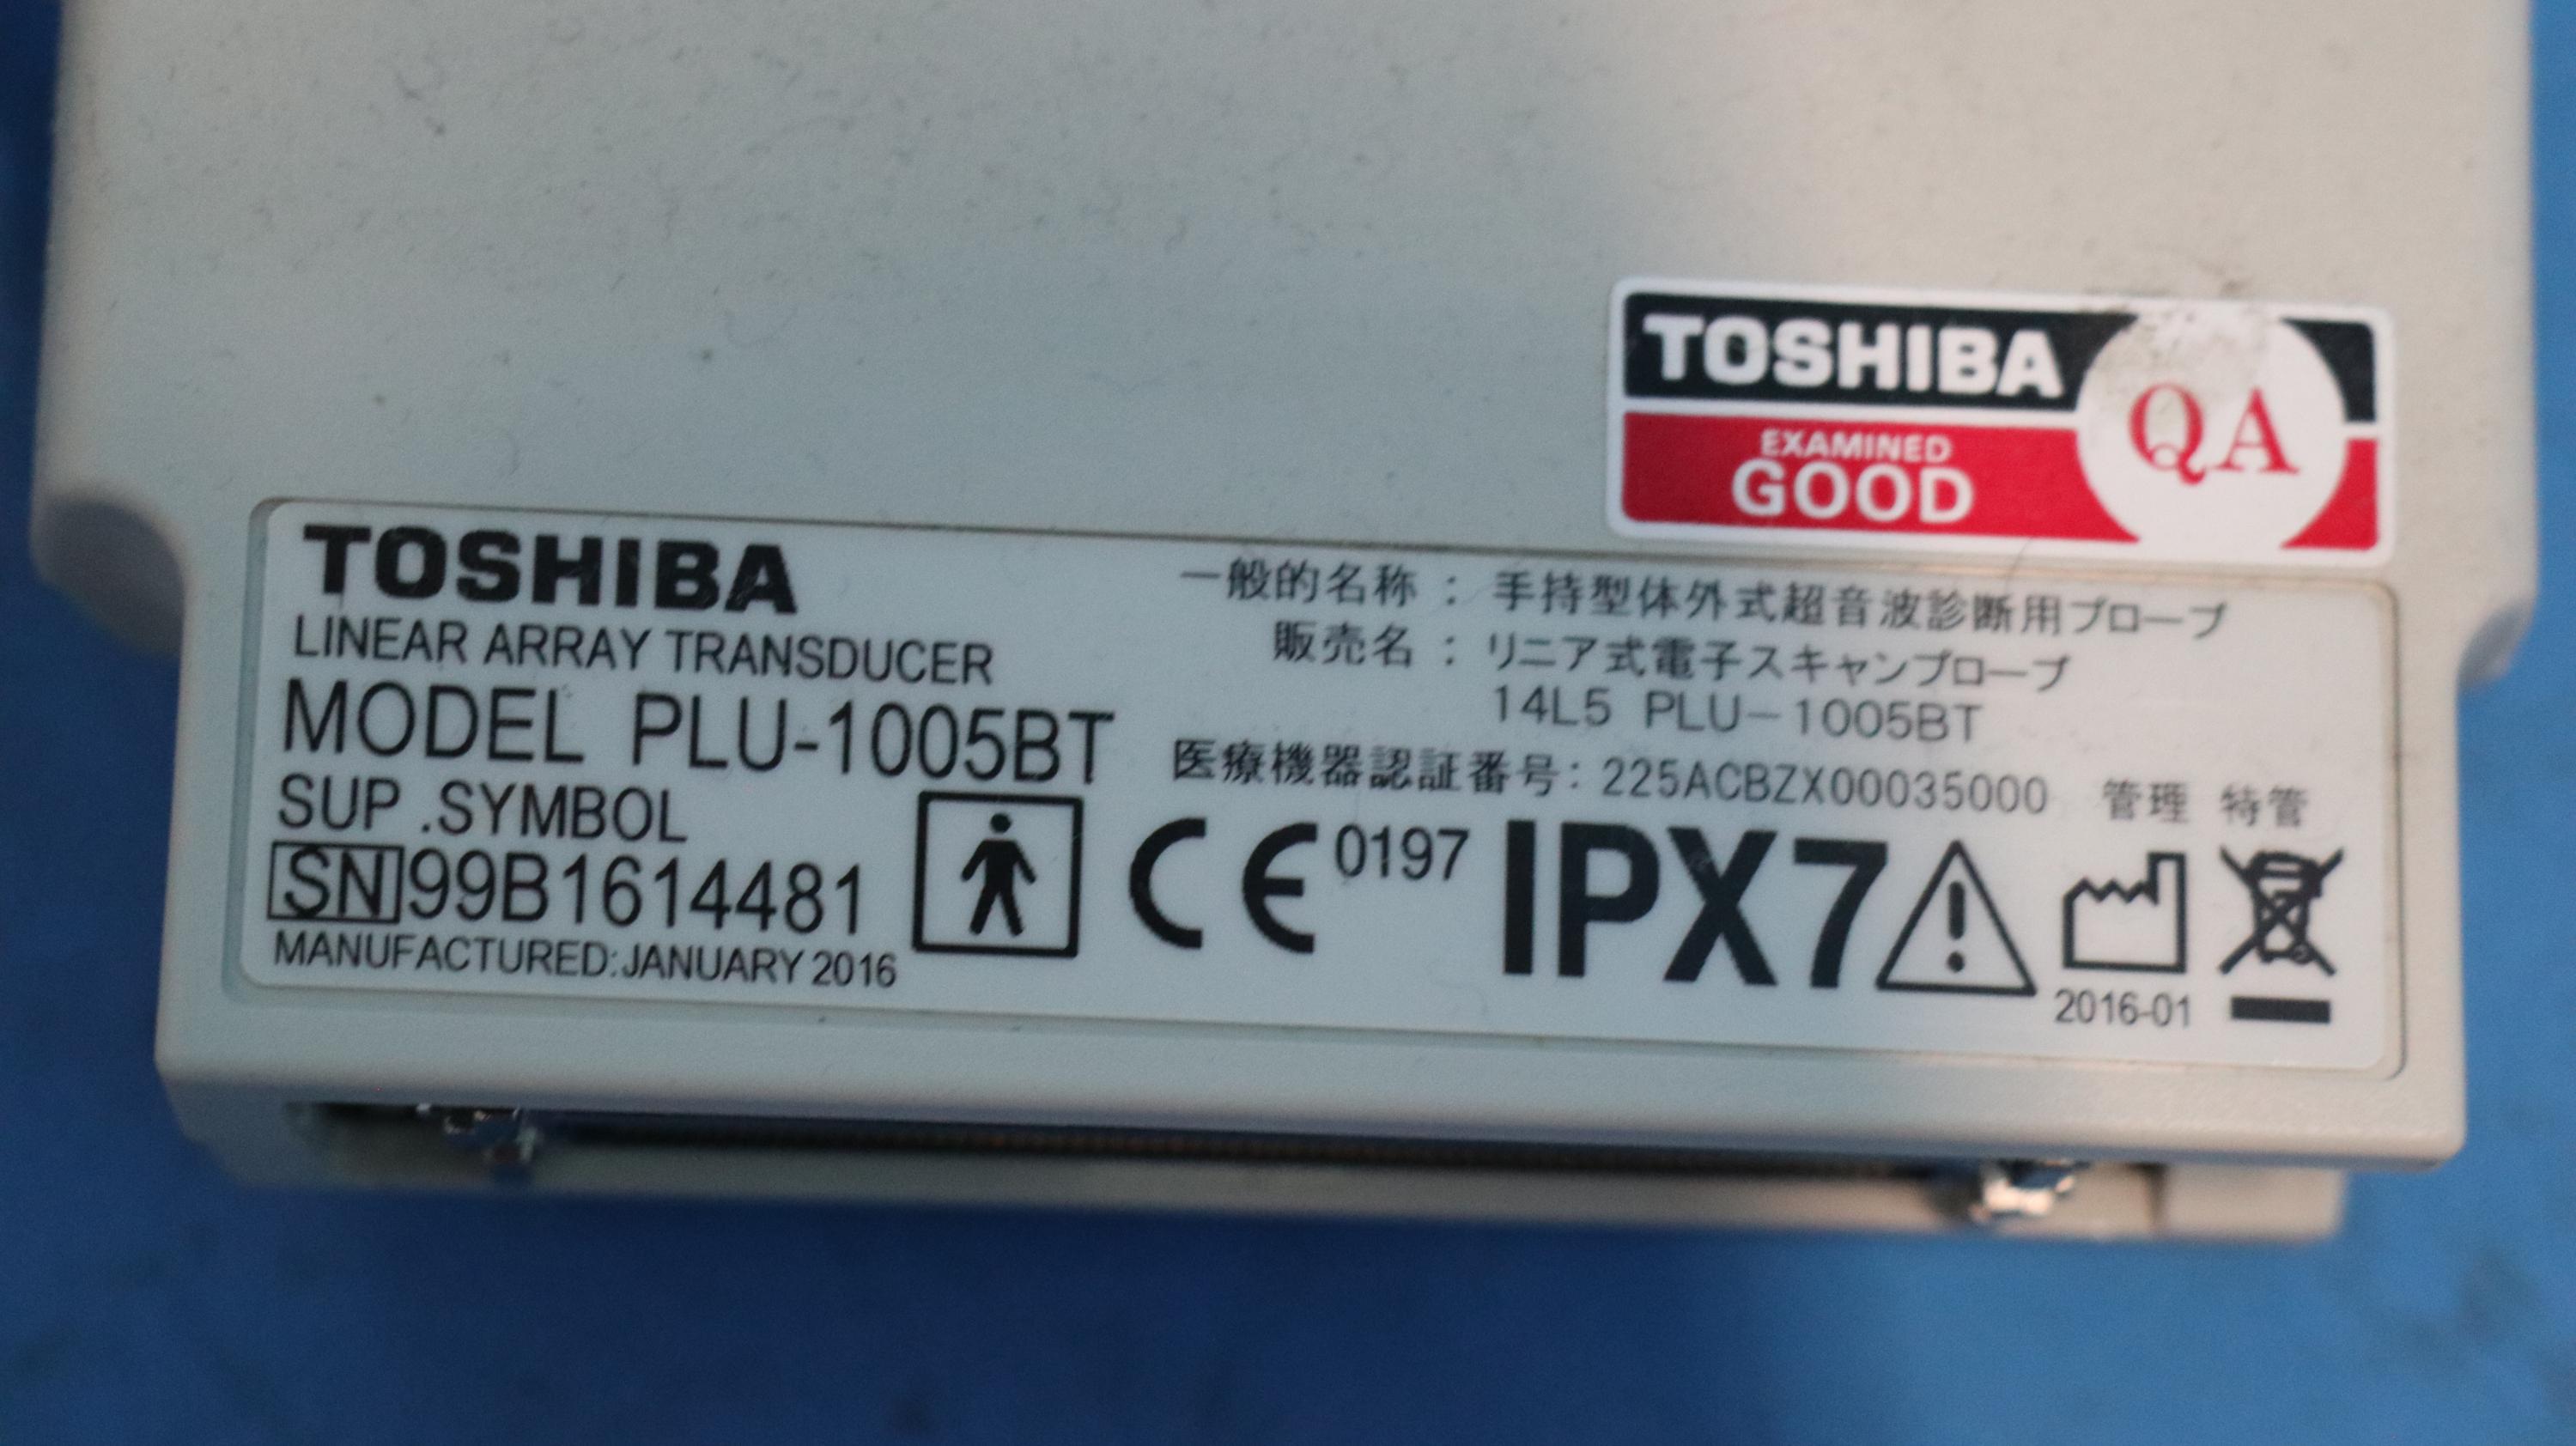 TOSHIBA
EXAMINED
GOOD
QA
TOSHIBA
LINEAR ARRAY TRANSDUCER
MODEL PLU-1005BT
SUP .SYMBOL
SN 99B1614481
MANUFACTURED:JANUARY 2016
一般的名称 : 手持型体外式超音波診断用プローブ
販売名 : リニア式電子スキャンプローブ
14L5 PLU-1005BT
医療機器認証番号: 225ACBZX00035000 管理 特管
CE 0197 IPX7
2016-01